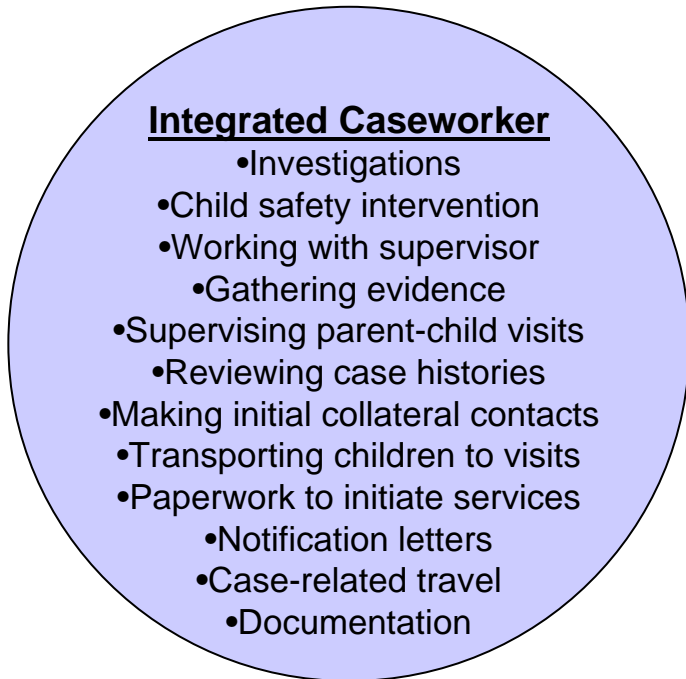 Integrated Caseworker
•Investigations
•Child safety intervention
•Working with supervisor
•Gathering evidence
•Supervising parent-child visits
•Reviewing case histories
•Making initial collateral contacts
•Transporting children to visits
•Paperwork to initiate services
•Notification letters
•Case-related travel
•Documentation